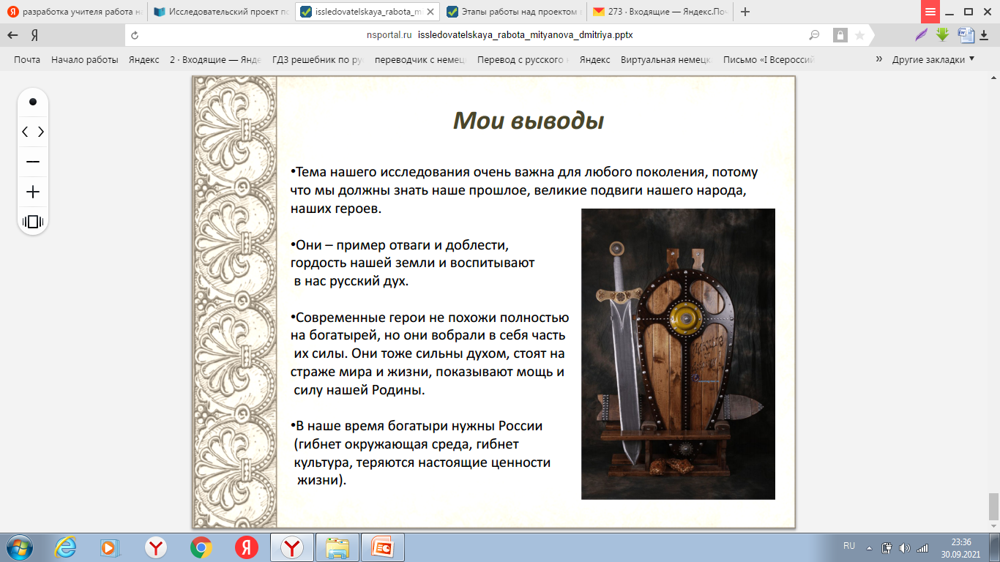 разработка учителя работа на
Исследовательский проект по
issledovatelskaya_rabota_m
Этапы работы над проектом
273 · Входящие — Яндекс.Поч
nsportal.ru issledovatelskaya_rabota_mityanova_dmitriya.pptx
Почта Начало работы Яндекс 2 · Входящие — Янде ГДЗ решебник по ру переводчик с немец Перевод с русского Яндекс Виртуальная немецк Письмо «I Всероссий » Другие закладки
Мои выводы
•Тема нашего исследования очень важна для любого поколения, потому
что мы должны знать наше прошлое, великие подвиги нашего народа,
наших героев.
•Они – пример отваги и доблести,
гордость нашей земли и воспитывают
в нас русский дух.
•Современные герои не похожи полностью
на богатырей, но они вобрали в себя часть
их силы. Они тоже сильны духом, стоят на
страже мира и жизни, показывают мощь и
силу нашей Родины.
•В наше время богатыри нужны России
(гибнет окружающая среда, гибнет
культура, теряются настоящие ценности
жизни).
RU
23:36
30.09.2021